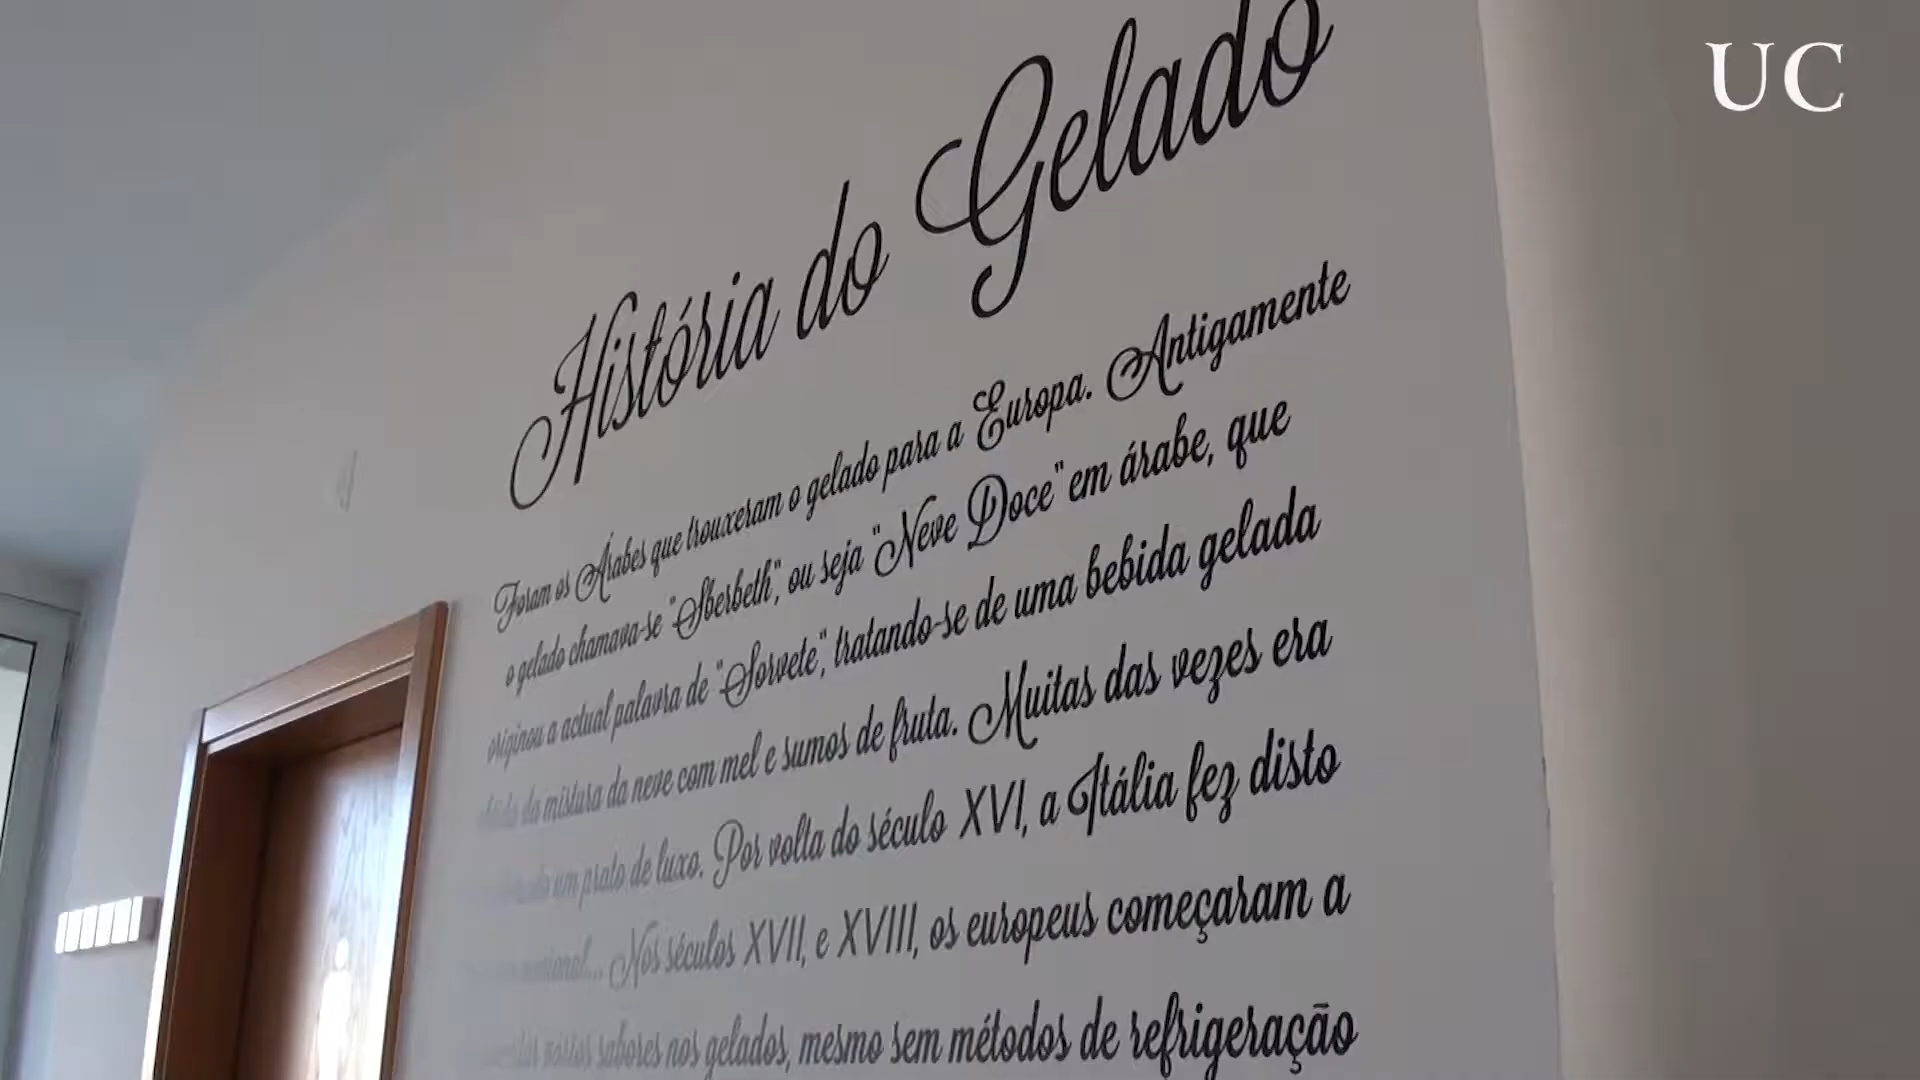 UC
História do Gelado
Foram os Árabes que trouxeram o gelado para a Europa. Antigamente
o gelado chamava-se "Sberbeth", ou seja "Neve Doce" em árabe, que
originou a actual palavra de "Sorvete", tratando-se de uma bebida gelada
da mistura da neve com mel e sumos de fruta. Muitas das vezes era
um prato de luxo. Por volta do século XVI, a Itália fez disto
Nos séculos XVII, e XVIII, os europeus começaram a
sabores nos gelados, mesmo sem métodos de refrigeração